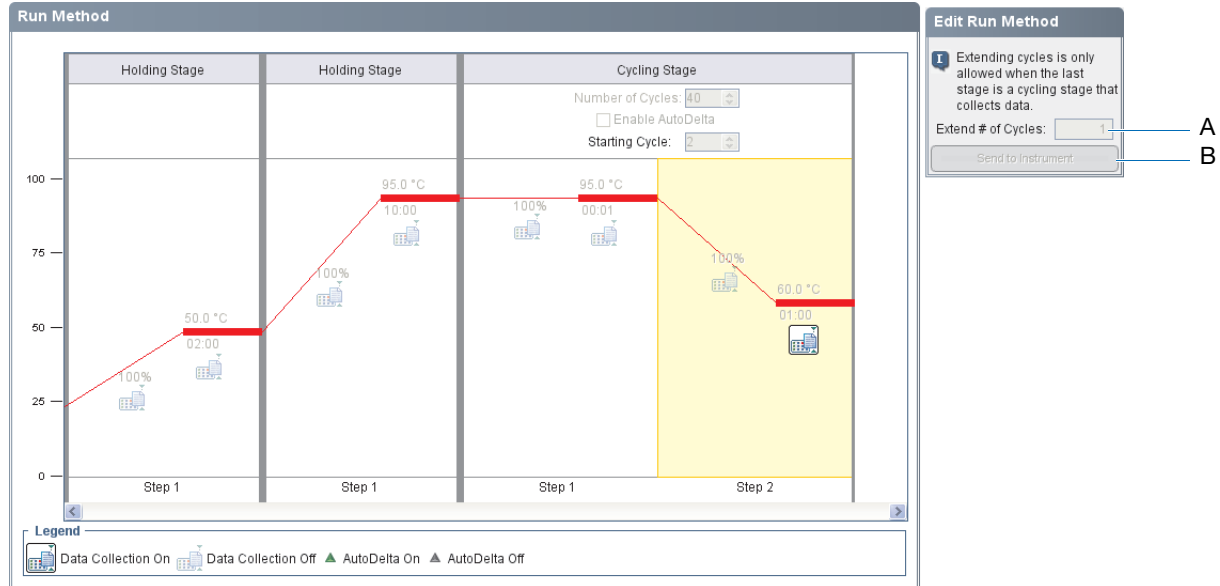 Run Method
Holding Stage
Holding Stage
Cycling Stage
Number of Cycles: 40
Enable AutoDelta
Starting Cycle: 2
100
75
50
25
0
100%
50.0 °C
02:00
100%
95.0 °C
10:00
100%
95.0 °C
00:01
100%
60.0 °C
01:00
Step 1
Step 1
Step 1
Step 2
Legend
Data Collection On
Data Collection Off
AutoDelta On
AutoDelta Off
Edit Run Method
I
Extending cycles is only
allowed when the last
stage is a cycling stage that
collects data.
Extend # of Cycles: 1
Send to Instrument
A
B